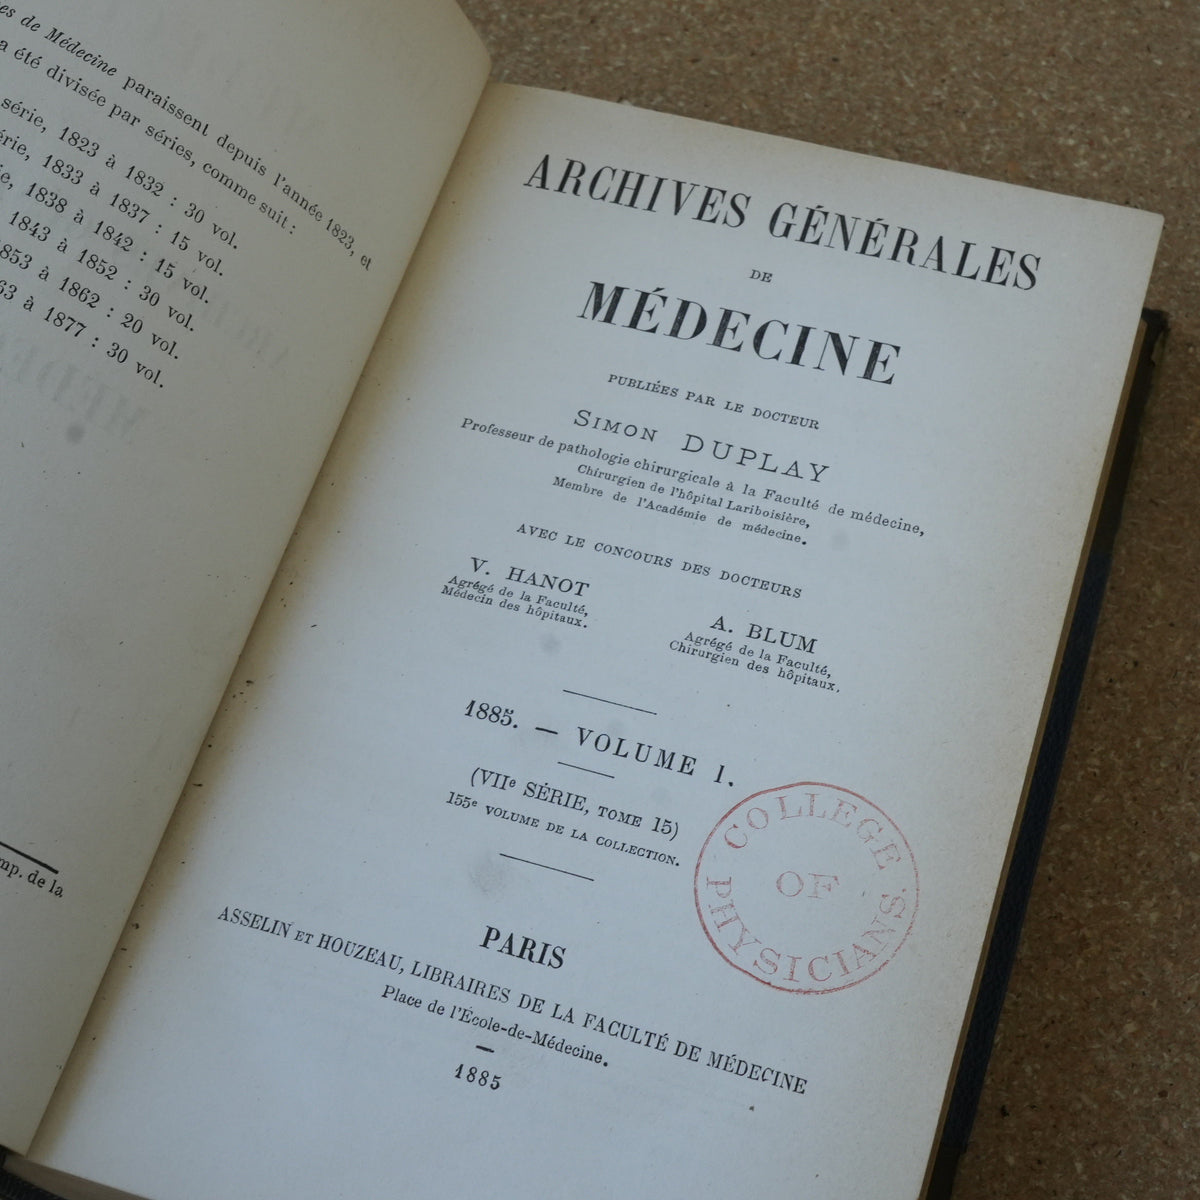 es de Médecine paraissent depuis l'année 1823, et
a été divisée par séries, comme suit :
série, 1823 à 1832 : 30 vol.
érie, 1833 à 1837 : 15 vol.
ie, 1838 à 1842 : 15 vol.
1843 à 1852 : 30 vol.
853 à 1862 : 20 vol.
63 à 1877 : 30 vol.
mp. de la
ARCHIVES GÉNÉRALES
DE
MÉDECINE
PUBLIÉES PAR LE DOCTEUR
SIMON DUPLAY
Professeur de pathologie chirurgicale à la Faculté de médecine,
Chirurgien de l'hôpital Lariboisière,
Membre de l'Académie de médecine.
AVEC LE CONCOURS DES DOCTEURS
V. HANOT
Agrégé de la Faculté,
Médecin des hôpitaux.
A. BLUM
Agrégé de la Faculté,
Chirurgien des hôpitaux.
1885. — VOLUME I.
(VIIe SÉRIE, TOME 15)
155e VOLUME DE LA COLLECTION.
COLLEGE
OF
PHYSICIANS.
PARIS
ASSELIN ET HOUZEAU, LIBRAIRES DE LA FACULTÉ DE MÉDECINE
Place de l'École-de-Médecine.
1885